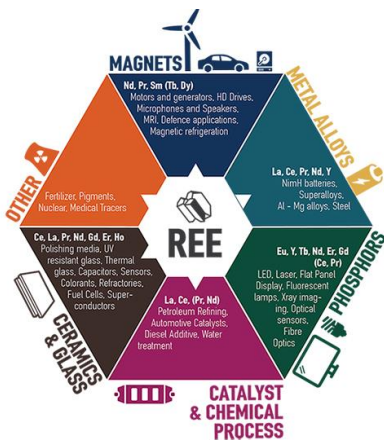 MAGNETS
Nd, Pr, Sm (Tb, Dy)
Motors and generators, HD Drives,
Microphones and Speakers,
MRI, Defence applications,
Magnetic refrigeration
METAL ALLOYS
La, Ce, Pr, Nd, Y
NimH batteries,
Superalloys,
Al - Mg alloys, Steel
OTHER
Fertilizer, Pigments,
Nuclear, Medical Tracers
REE
Ce, La, Pr, Nd, Gd, Er, Ho
Polishing media, UV
resistant glass, Thermal
glass, Capacitors, Sensors,
Colorants, Refractories,
Fuel Cells, Super-
conductors
CERAMICS
& GLASS
La, Ce, (Pr, Nd)
Petroleum Refining,
Automotive Catalysts,
Diesel Additive, Water
treatment
CATALYST
& CHEMICAL
PROCESS
Eu, Y, Tb, Nd, Er, Gd
(Ce, Pr)
LED, Laser, Flat Panel
Display, Fluorescent
lamps, Xray imag-
ing, Optical
sensors,
Fibre
Optics
PHOSPHORS